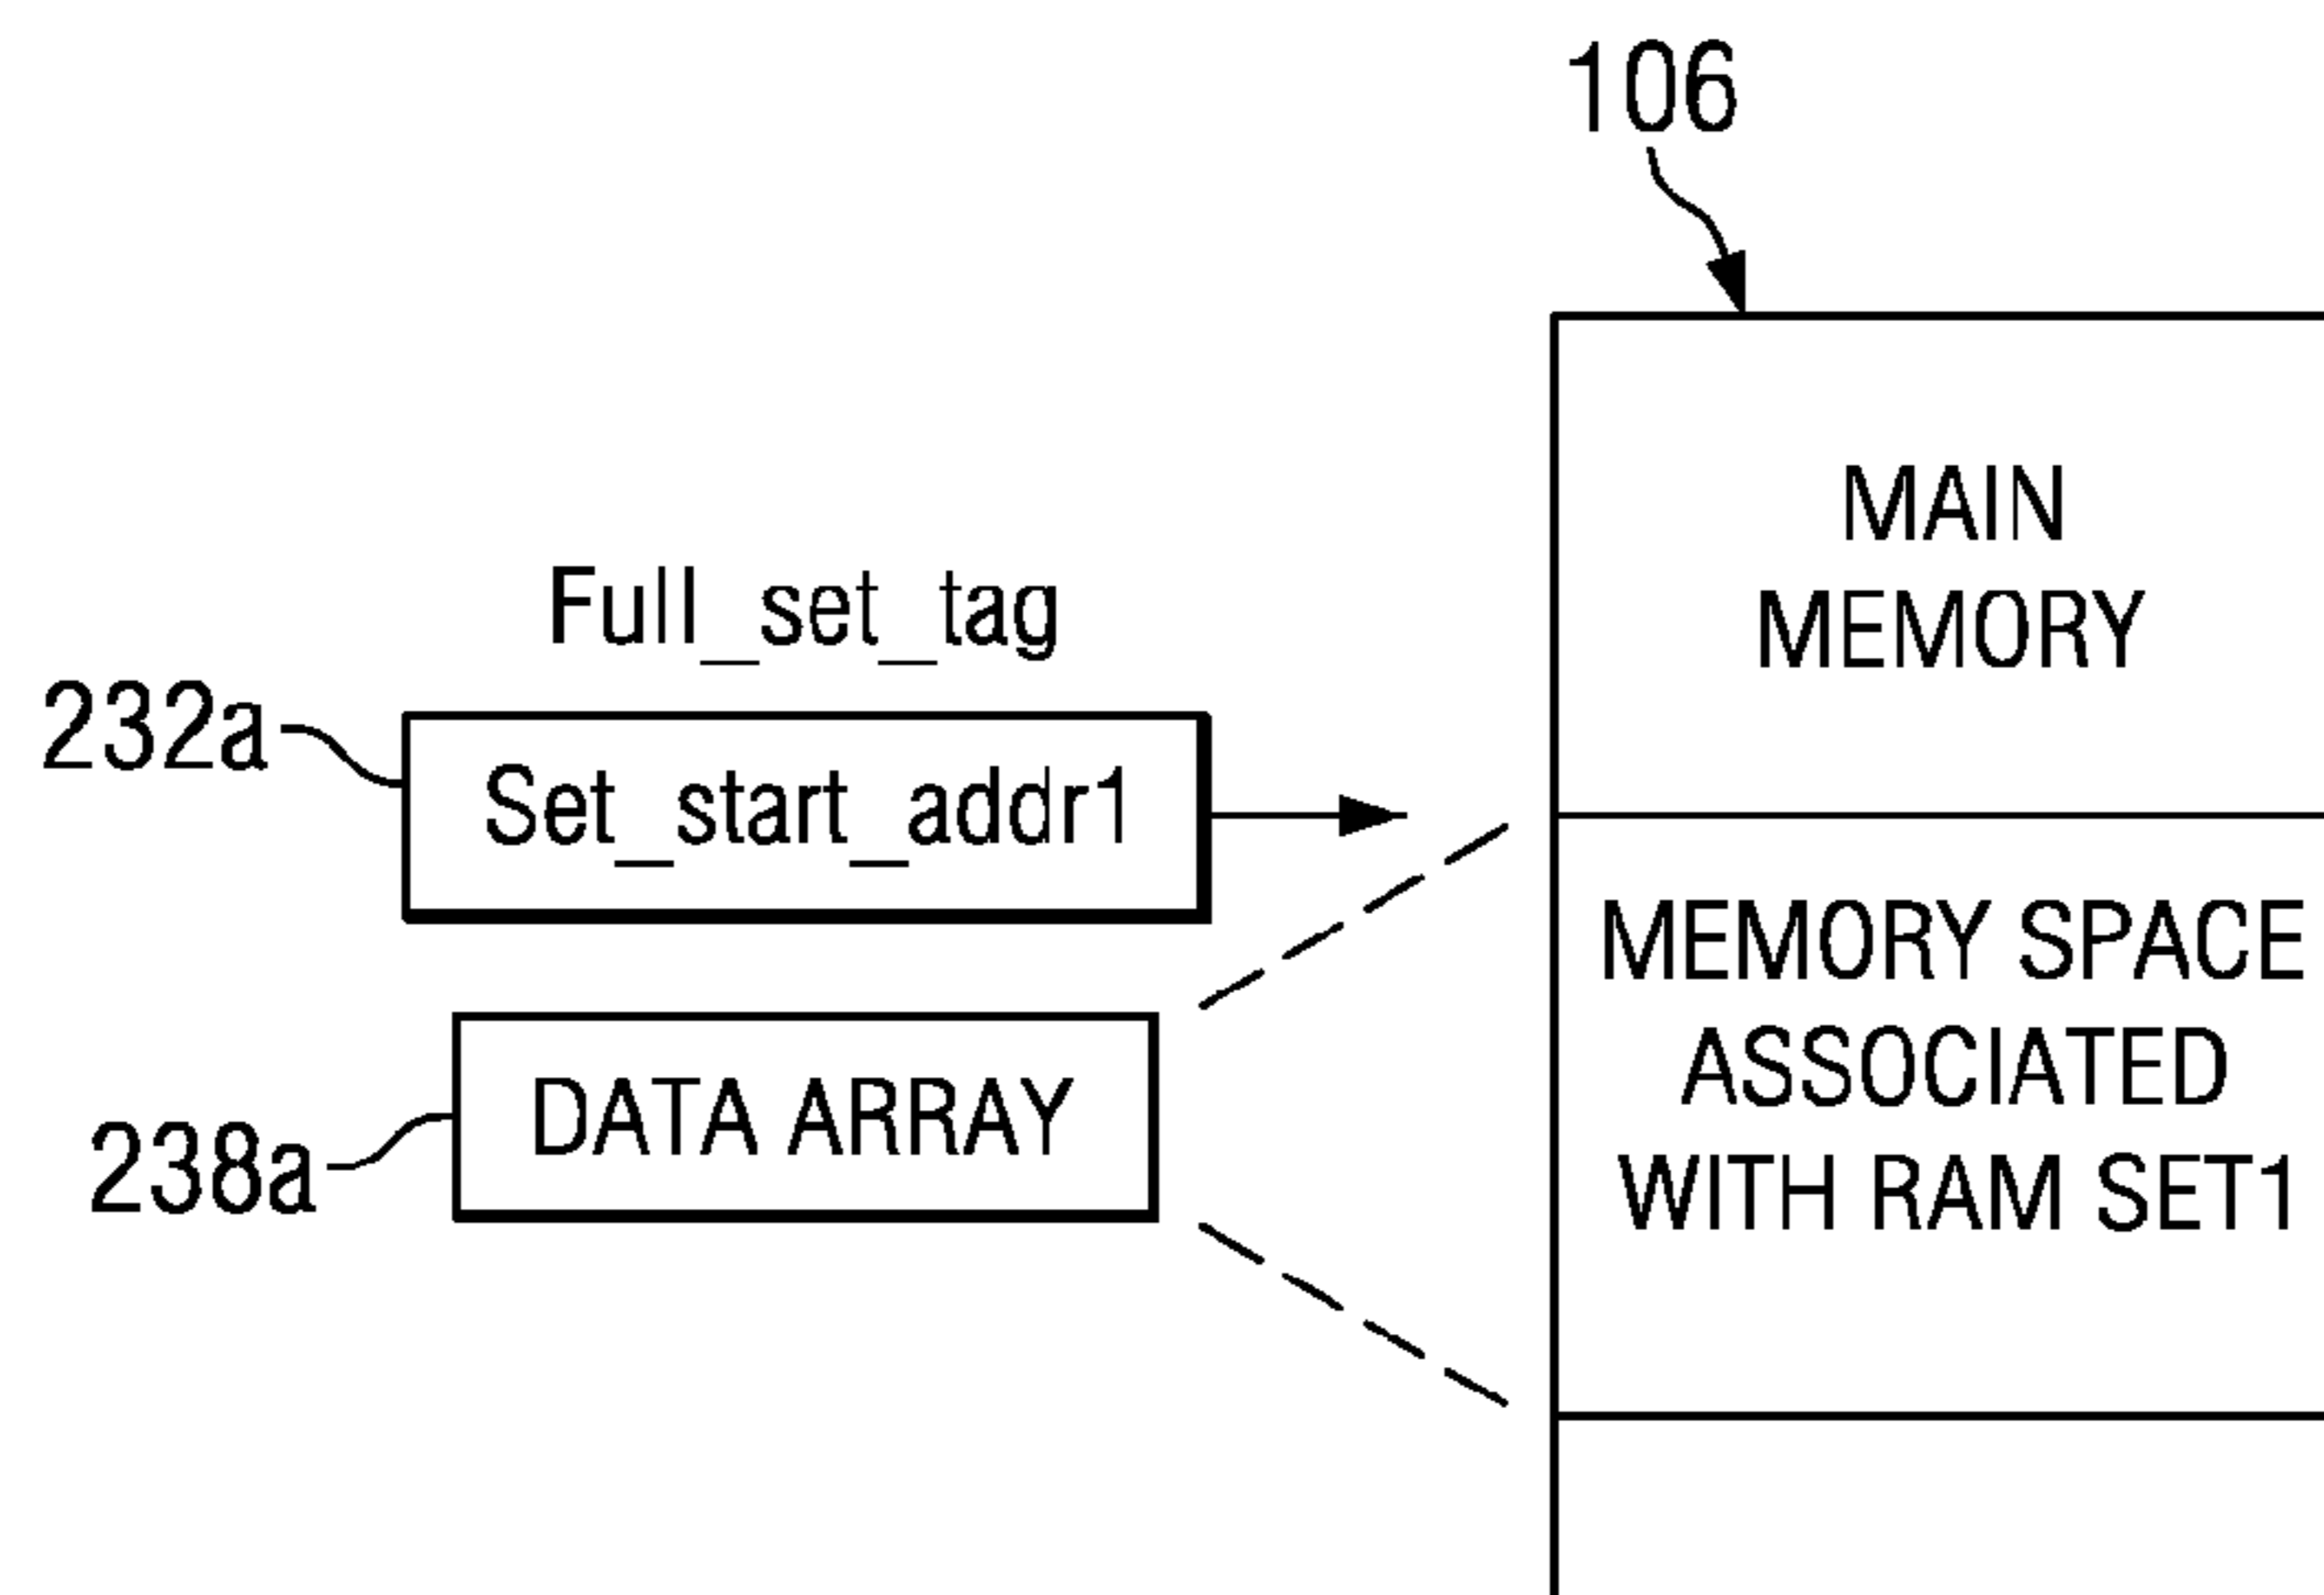 106
MAIN
MEMORY
Full_set_tag
232a
Set_start_addr1
MEMORY SPACE
ASSOCIATED
WITH RAM SET1
DATA ARRAY
238a